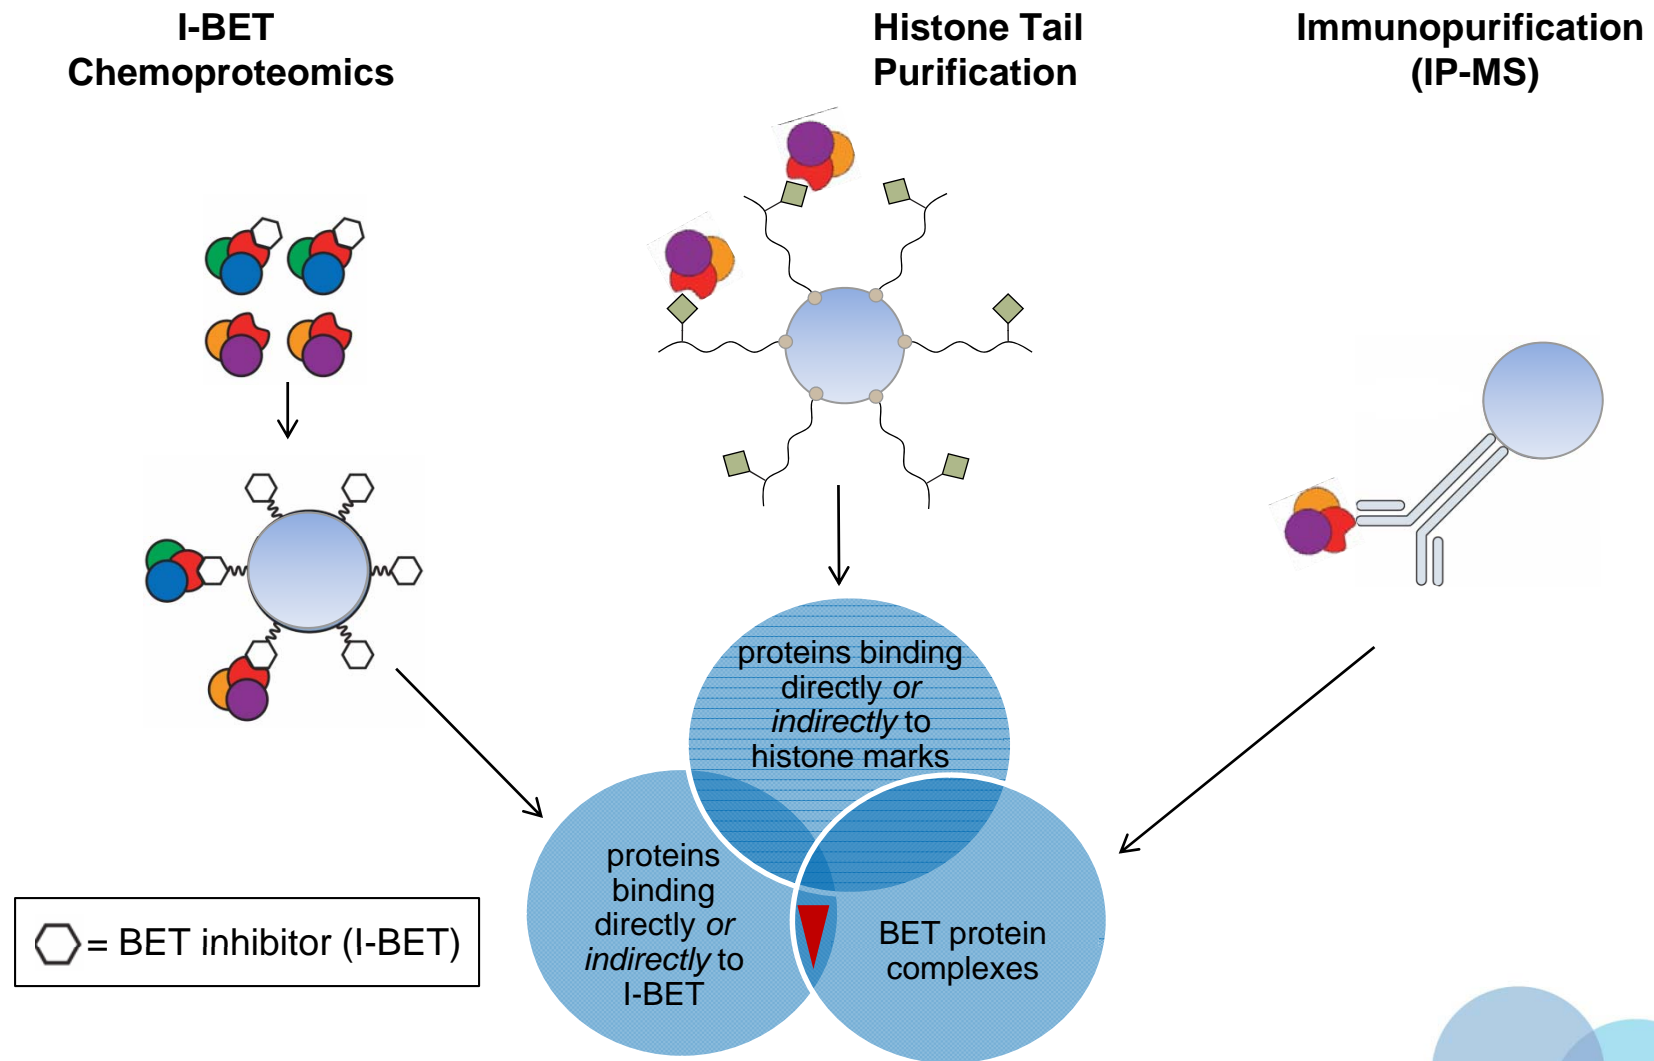 I-BET
Chemoproteomics
Histone Tail
Purification
Immunopurification
(IP-MS)
proteins binding
directly or
indirectly to
histone marks
proteins
binding
directly or
indirectly to
I-BET
BET protein
complexes
= BET inhibitor (I-BET)